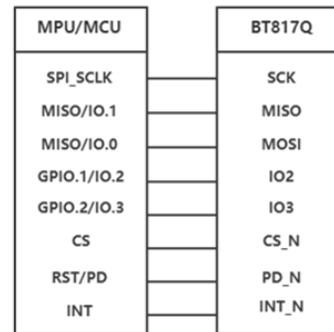 MPU/MCU BT817Q
SPI_SCLK SCK
MISO/IO.1 MISO
MISO/IO.0 MOSI
GPIO.1/IO.2 IO2
GPIO.2/IO.3 IO3
CS CS_N
RST/PD PD_N
INT INT_N